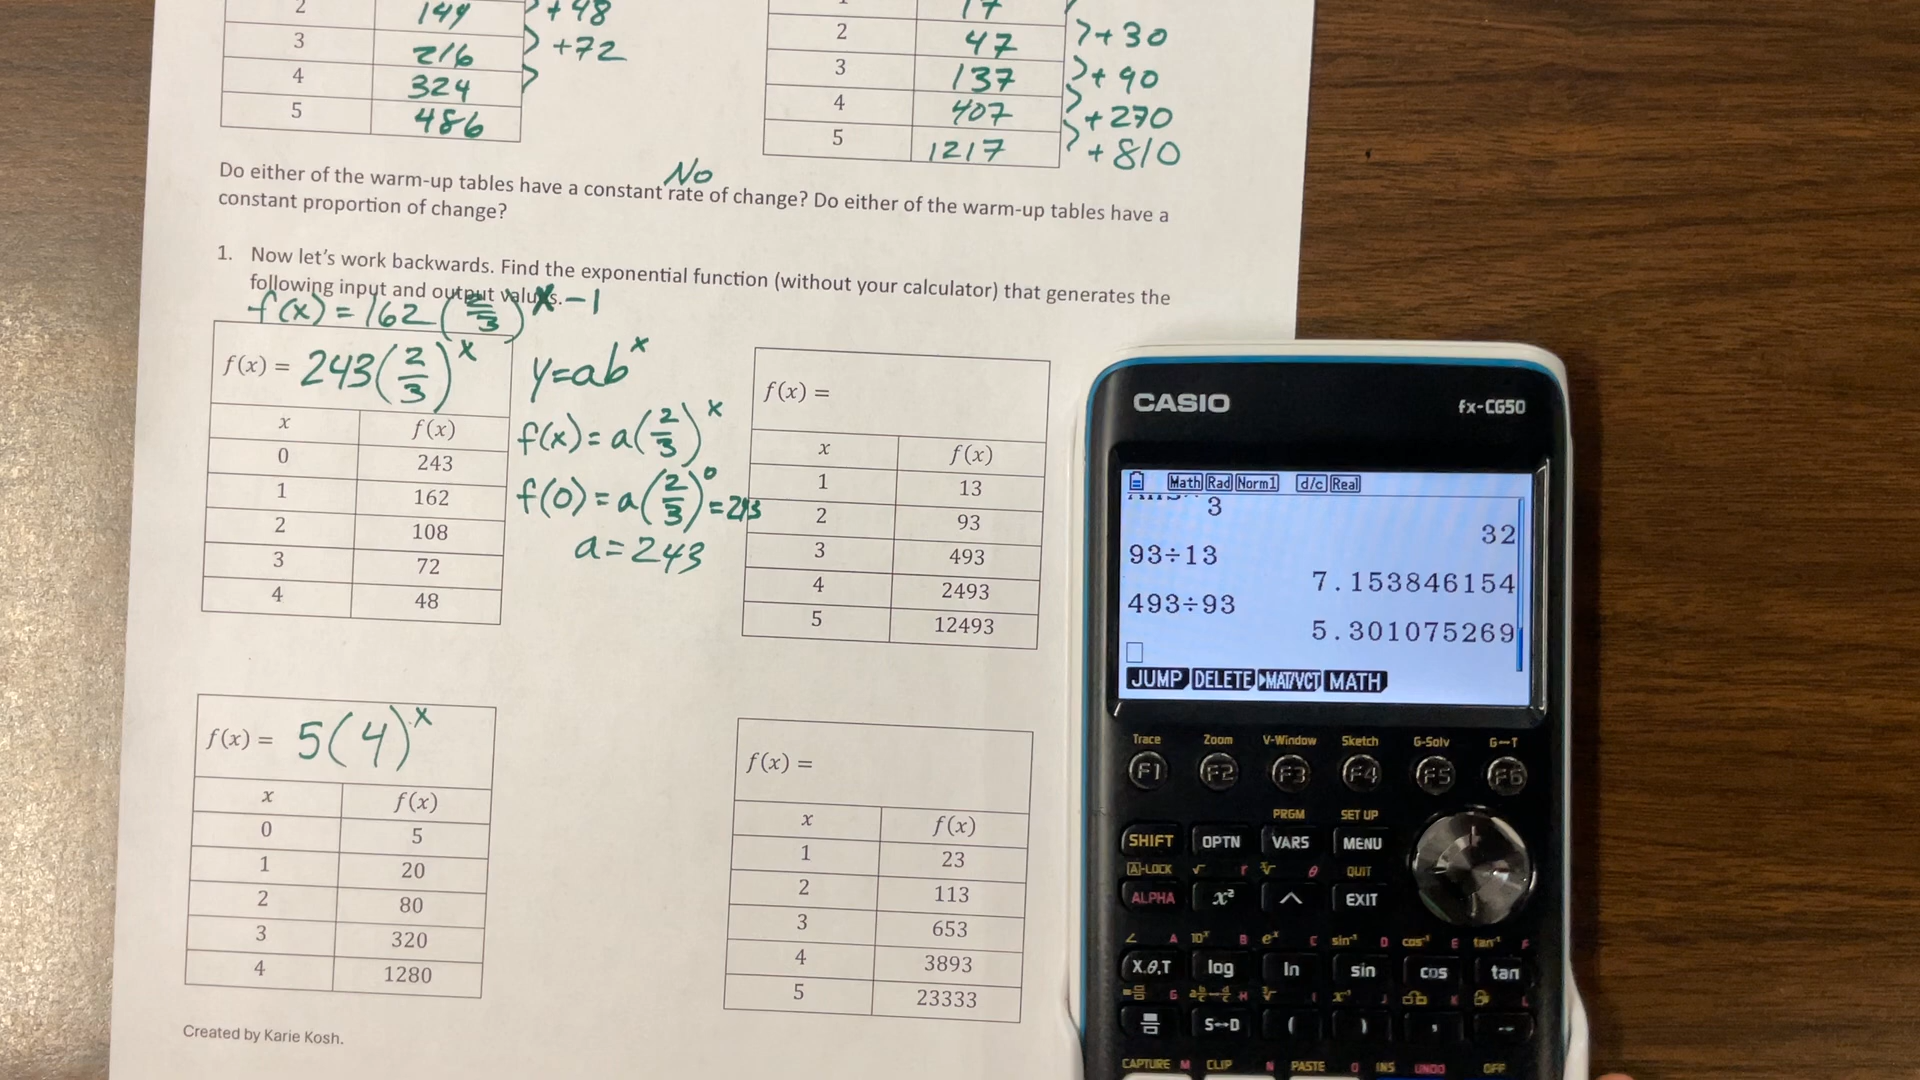 2 144 >+48
3 216 > +72
4 324 >
5 486
17
2 47 >+ 30
3 137 >+ 90
4 407 >+270
5 1217 >+ 810
No
Do either of the warm-up tables have a constant rate of change? Do either of the warm-up tables have a
constant proportion of change?
1. Now let's work backwards. Find the exponential function (without your calculator) that generates the
following input and output values.
f(x) = 162 (2/3)^x-1
f(x) = 243(2/3)^x
x f(x)
0 243
1 162
2 108
3 72
4 48
y=ab^x
f(x)=a(2/3)^x
f(0)=a(2/3)^0=243
a=243
f(x) =
x f(x)
1 13
2 93
3 493
4 2493
5 12493
f(x) = 5(4)^x
x f(x)
0 5
1 20
2 80
3 320
4 1280
f(x) =
x f(x)
1 23
2 113
3 653
4 3893
5 23333
Created by Karie Kosh.
CASIO fx-CG50
Math Rad Norm1 d/c Real
3
32
93÷13
7.153846154
493÷93
5.301075269
JUMP DELETE ▶MAT/VCT MATH
Trace Zoom V-Window Sketch G-Solv G↔T
F1 F2 F3 F4 F5 F6
PRGM SET UP
SHIFT OPTN VARS MENU
A-LOCK √ r θ QUIT
ALPHA x² ^ EXIT
∠ A 10^x B e^x C sin⁻¹ D cos⁻¹ E tan⁻¹ F
X,θ,T log ln sin cos tan
G H I J K L
S↔D ( ) , →
CAPTURE M CLIP N PASTE O INS UNDO OFF